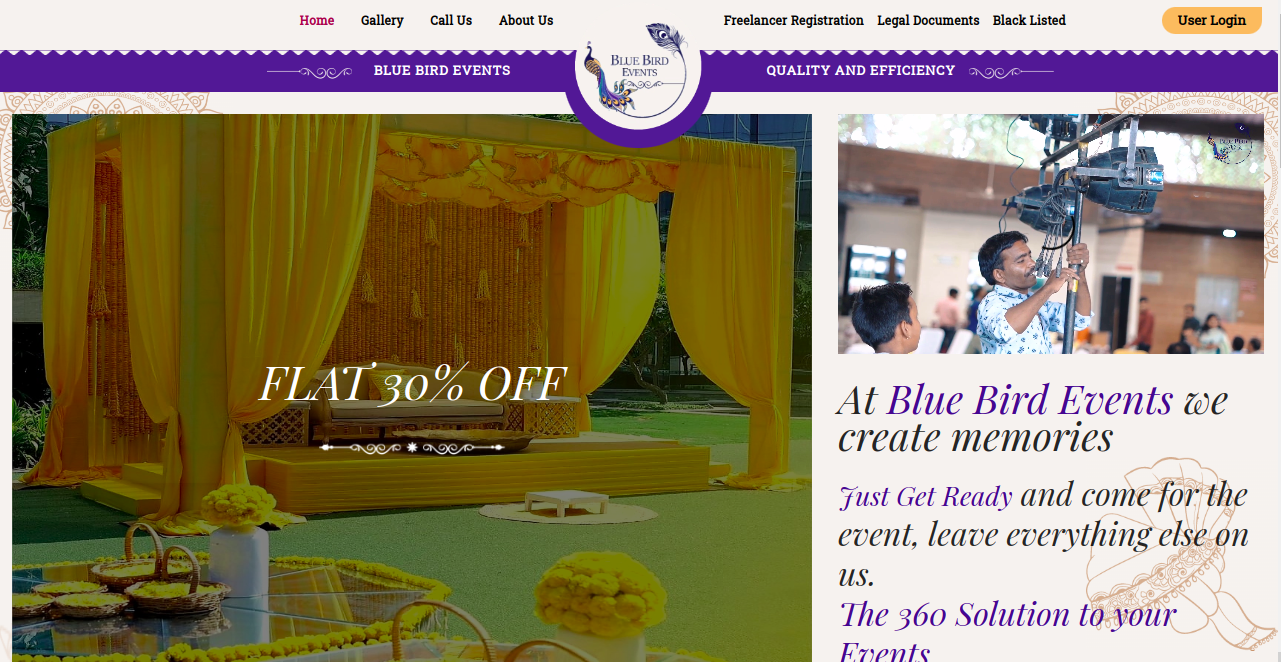 Home Gallery Call Us About Us Freelancer Registration Legal Documents Black Listed User Login
BLUE BIRD EVENTS QUALITY AND EFFICIENCY
BLUE BIRD
EVENTS
FLAT 30% OFF
At Blue Bird Events we
create memories
Just Get Ready and come for the
event, leave everything else on
us.
The 360 Solution to your
Events